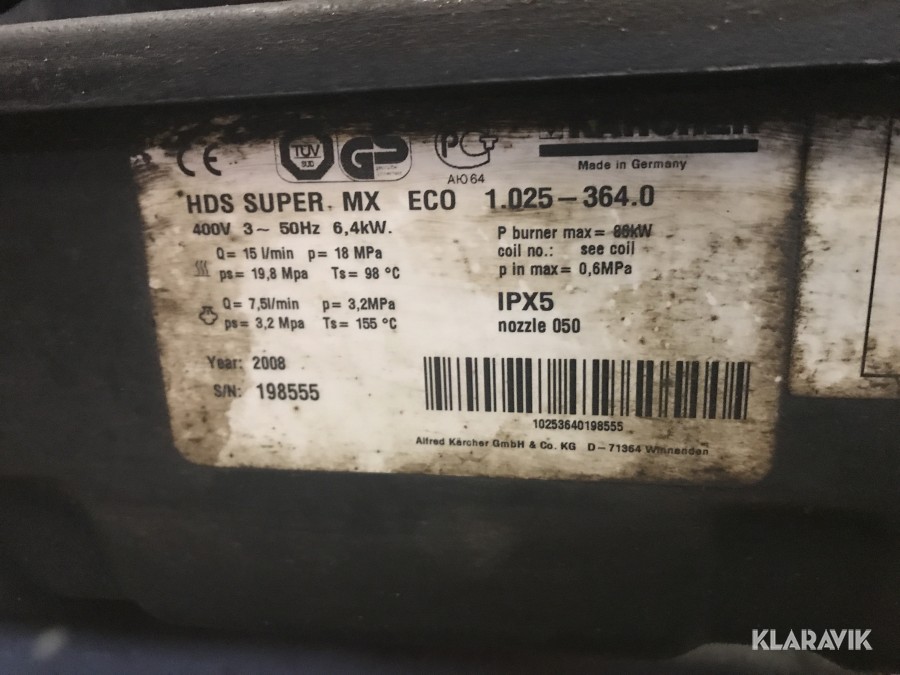 CE TÜV GS PCT KÄRCHER
АЮ64
Made in Germany
HDS SUPER MX ECO 1.025-364.0
400V 3~ 50Hz 6,4kW.
Q= 15 l/min p= 18 MPa
ps= 19,8 Mpa Ts= 98 °C
Q= 7,5l/min p= 3,2MPa
ps= 3,2 Mpa Ts= 155 °C
P burner max=
coil no.: see coil
p in max= 0,6MPa
IPX5
nozzle 050
Year: 2008
S/N: 198555
10253640198555
Alfred Kärcher GmbH & Co. KG D-71364 Winnenden
KLARAVIK